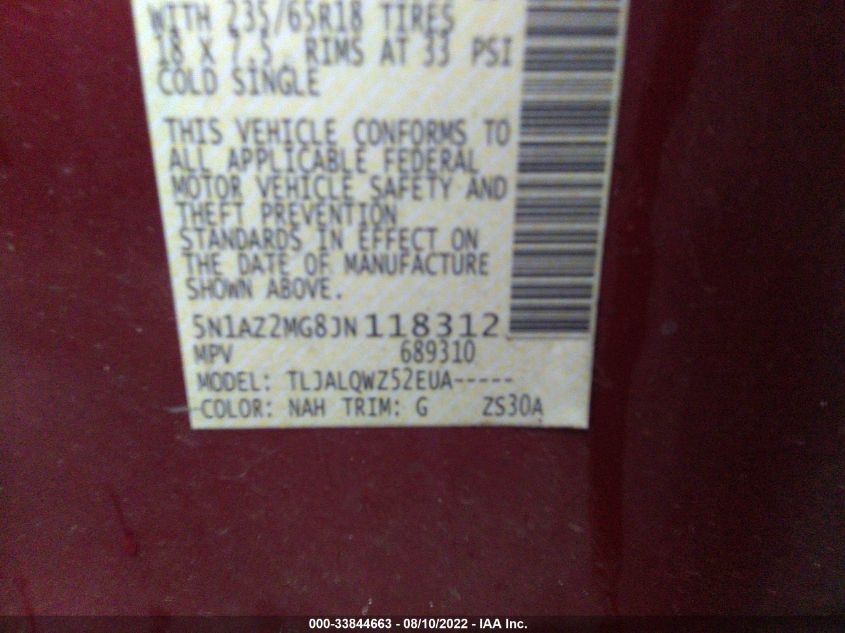 WITH 235/65R18 TIRES
18 X 7.5 RIMS AT 33 PSI
COLD SINGLE
THIS VEHICLE CONFORMS TO
ALL APPLICABLE FEDERAL
MOTOR VEHICLE SAFETY AND
THEFT PREVENTION
STANDARDS IN EFFECT ON
THE DATE OF MANUFACTURE
SHOWN ABOVE.
5N1AZ2MG8JN118312
MPV 689310
MODEL: TLJALQWZ52EUA-----
COLOR: NAH TRIM: G ZS30A
000-33844663 - 08/10/2022 - IAA Inc.